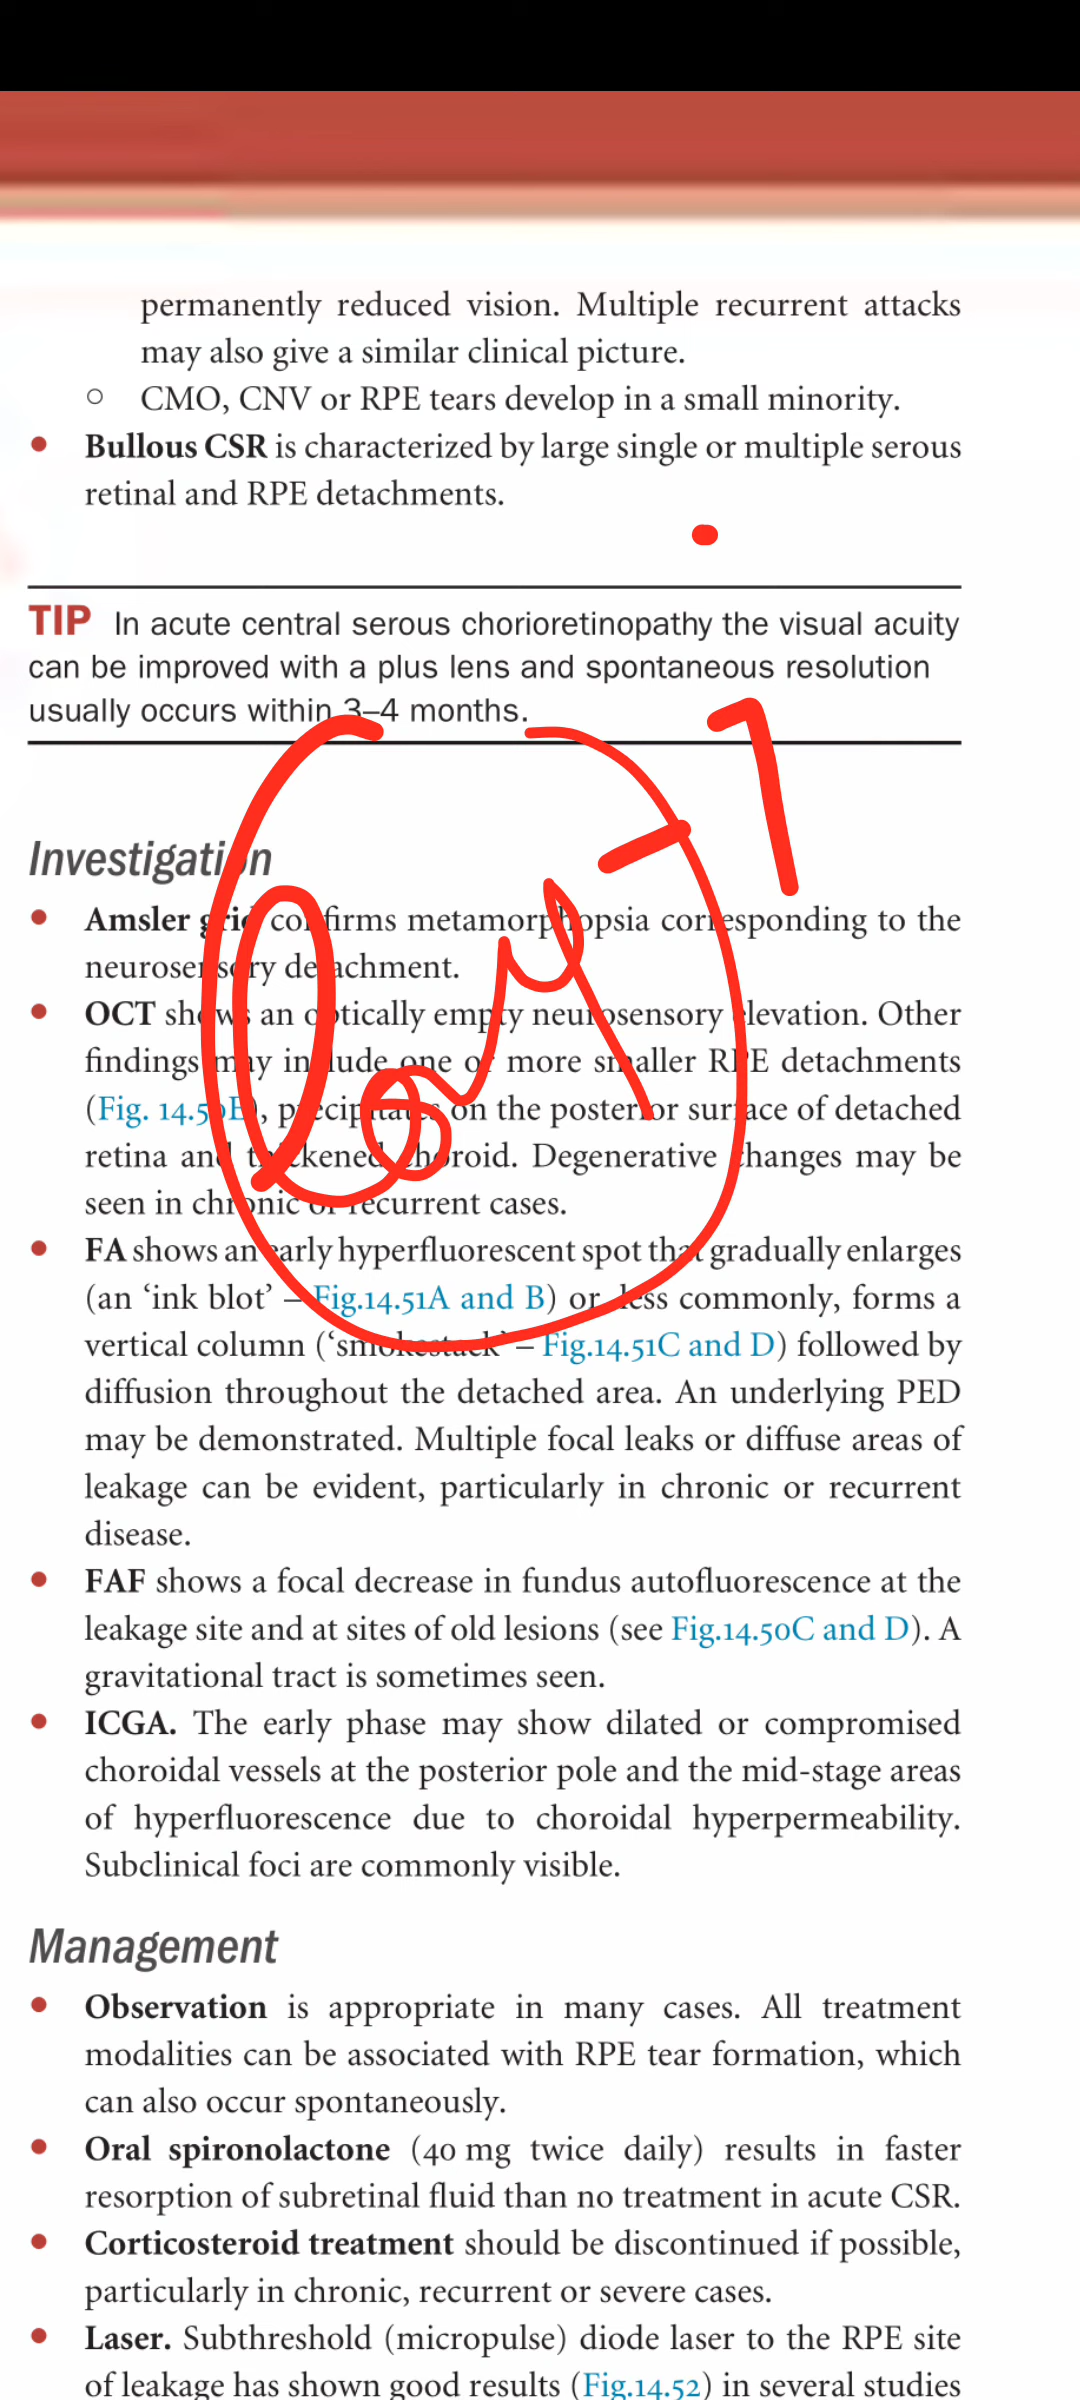 permanently reduced vision. Multiple recurrent attacks
may also give a similar clinical picture.
○ CMO, CNV or RPE tears develop in a small minority.
• Bullous CSR is characterized by large single or multiple serous
retinal and RPE detachments.
TIP In acute central serous chorioretinopathy the visual acuity
can be improved with a plus lens and spontaneous resolution
usually occurs within 3–4 months.
Investigation
• Amsler grid confirms metamorphopsia corresponding to the
neurosensory detachment.
• OCT shows an optically empty neurosensory elevation. Other
findings may include one or more smaller RPE detachments
(Fig. 14.50E), precipitates on the posterior surface of detached
retina and thickened choroid. Degenerative changes may be
seen in chronic or recurrent cases.
• FA shows an early hyperfluorescent spot that gradually enlarges
(an ‘ink blot’ – Fig.14.51A and B) or, less commonly, forms a
vertical column (‘smokestack’ – Fig.14.51C and D) followed by
diffusion throughout the detached area. An underlying PED
may be demonstrated. Multiple focal leaks or diffuse areas of
leakage can be evident, particularly in chronic or recurrent
disease.
• FAF shows a focal decrease in fundus autofluorescence at the
leakage site and at sites of old lesions (see Fig.14.50C and D). A
gravitational tract is sometimes seen.
• ICGA. The early phase may show dilated or compromised
choroidal vessels at the posterior pole and the mid-stage areas
of hyperfluorescence due to choroidal hyperpermeability.
Subclinical foci are commonly visible.
Management
• Observation is appropriate in many cases. All treatment
modalities can be associated with RPE tear formation, which
can also occur spontaneously.
• Oral spironolactone (40 mg twice daily) results in faster
resorption of subretinal fluid than no treatment in acute CSR.
• Corticosteroid treatment should be discontinued if possible,
particularly in chronic, recurrent or severe cases.
• Laser. Subthreshold (micropulse) diode laser to the RPE site
of leakage has shown good results (Fig.14.52) in several studies